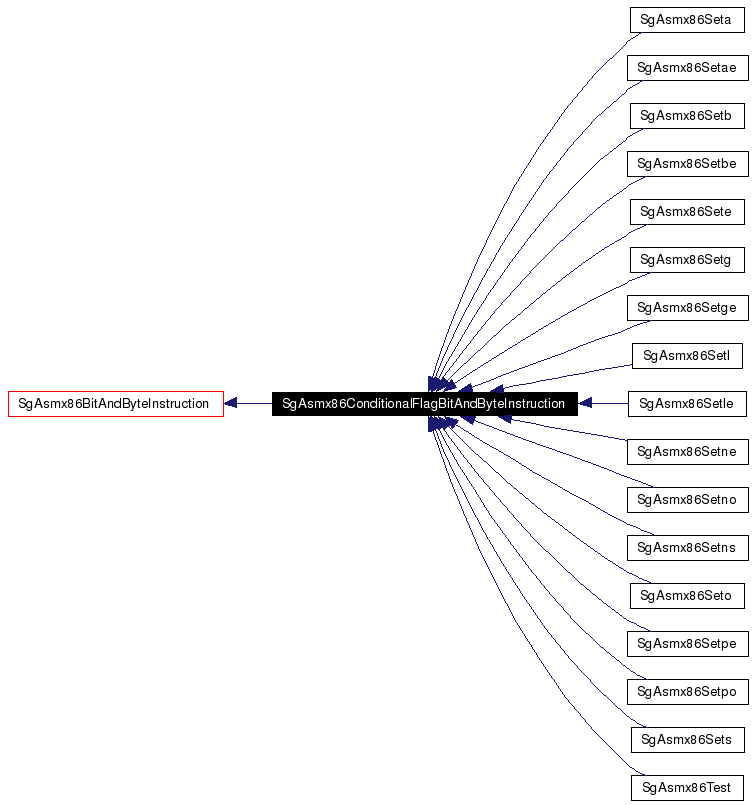 SgAsmx86Seta
SgAsmx86Setae
SgAsmx86Setb
SgAsmx86Setbe
SgAsmx86Sete
SgAsmx86Setg
SgAsmx86Setge
SgAsmx86Setl
SgAsmx86BitAndByteInstruction
SgAsmx86ConditionalFlagBitAndByteInstruction
SgAsmx86Setle
SgAsmx86Setne
SgAsmx86Setno
SgAsmx86Setns
SgAsmx86Seto
SgAsmx86Setpe
SgAsmx86Setpo
SgAsmx86Sets
SgAsmx86Test